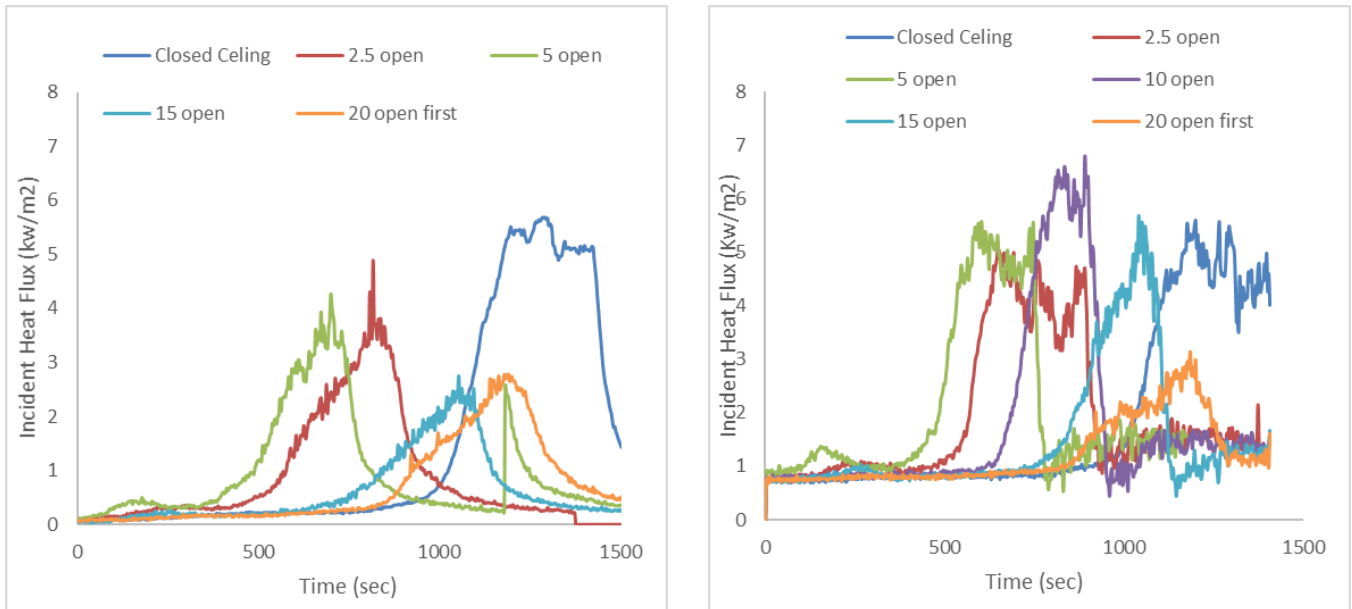 Closed Celing 2.5 open 5 open
15 open 20 open first
8
7
6
5
4
3
2
1
0
Incident Heat Flux (kw/m2)
0 500 1000 1500
Time (sec)
Closed Celing 2.5 open
5 open 10 open
15 open 20 open first
8
7
6
5
4
3
2
1
0
Incident Heat Flux (Kw/m2)
0 500 1000 1500
Time (sec)